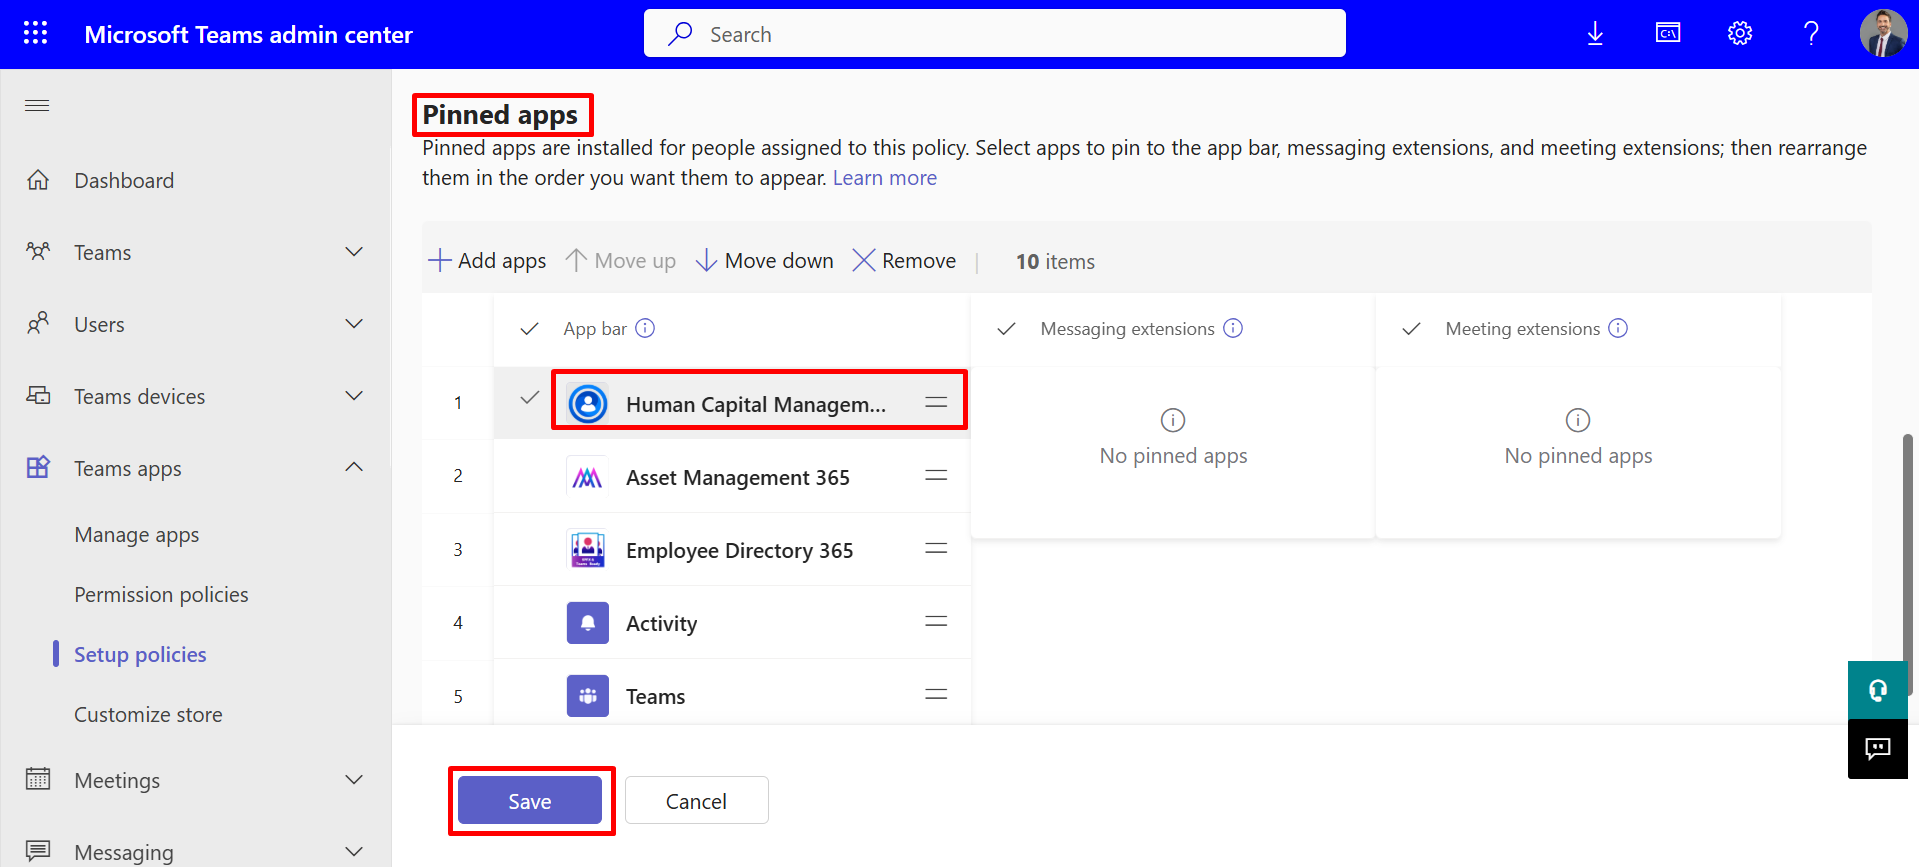 Microsoft Teams admin center
Search
C:\
Dashboard
Teams
Users
Teams devices
Teams apps
Manage apps
Permission policies
Setup policies
Customize store
Meetings
Messaging
Pinned apps
Pinned apps are installed for people assigned to this policy. Select apps to pin to the app bar, messaging extensions, and meeting extensions; then rearrange
them in the order you want them to appear. Learn more
Add apps
Move up
Move down
Remove
10 items
App bar
Messaging extensions
Meeting extensions
1
Human Capital Managem...
2
Asset Management 365
3
Employee Directory 365
4
Activity
5
Teams
No pinned apps
No pinned apps
Save
Cancel